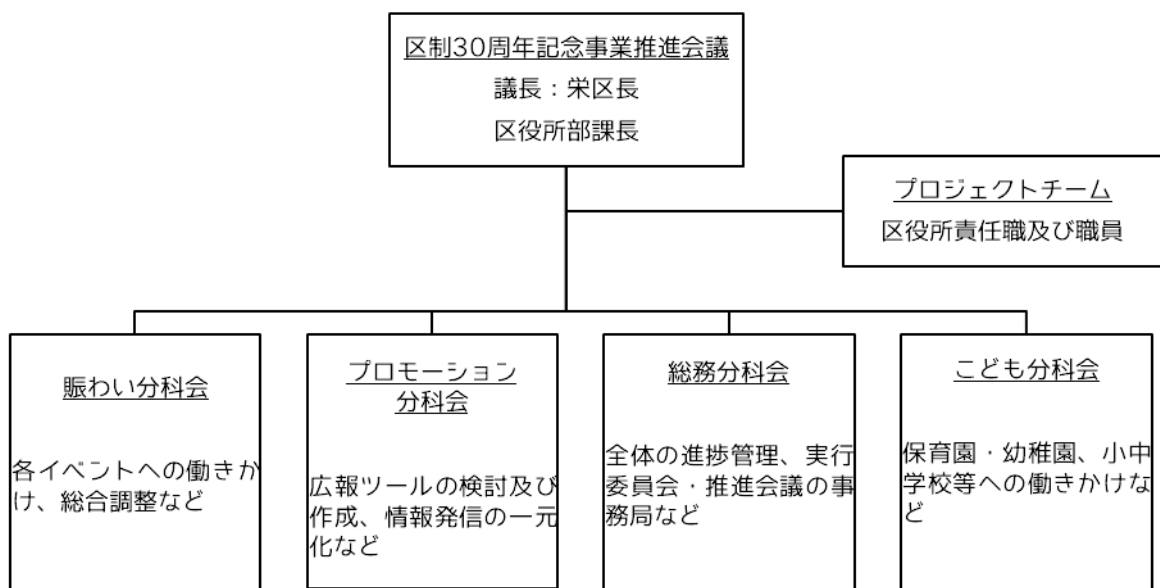 区制30周年記念事業推進会議
議長：栄区長
区役所部課長
プロジェクトチーム
区役所責任職及び職員
賑わい分科会
各イベントへの働きか
け、総合調整など
プロモーション
分科会
広報ツールの検討及び
作成、情報発信の一元
化など
総務分科会
全体の進捗管理、実行
委員会・推進会議の事
務局など
こども分科会
保育園・幼稚園、小中
学校等への働きかけな
ど